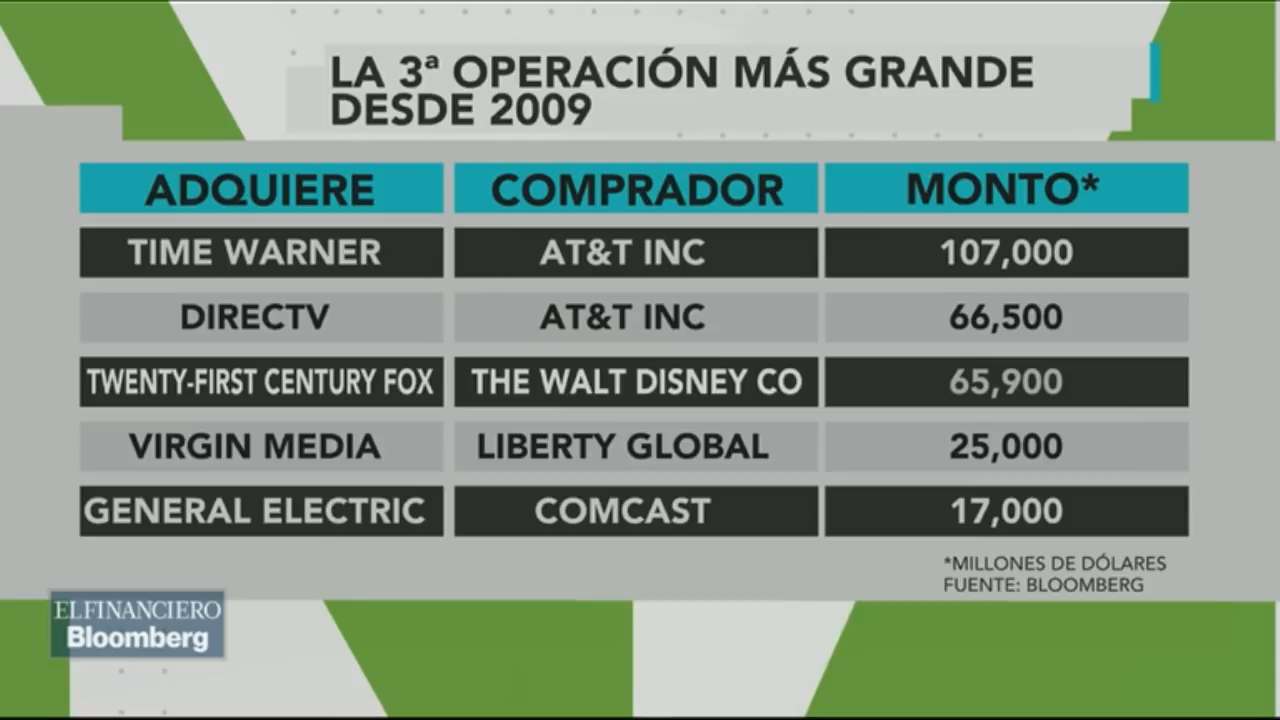 LA 3ª OPERACIÓN MÁS GRANDE
DESDE 2009
ADQUIERE COMPRADOR MONTO*
TIME WARNER AT&T INC 107,000
DIRECTV AT&T INC 66,500
TWENTY-FIRST CENTURY FOX THE WALT DISNEY CO 65,900
VIRGIN MEDIA LIBERTY GLOBAL 25,000
GENERAL ELECTRIC COMCAST 17,000
*MILLONES DE DÓLARES
FUENTE: BLOOMBERG
EL FINANCIERO
Bloomberg